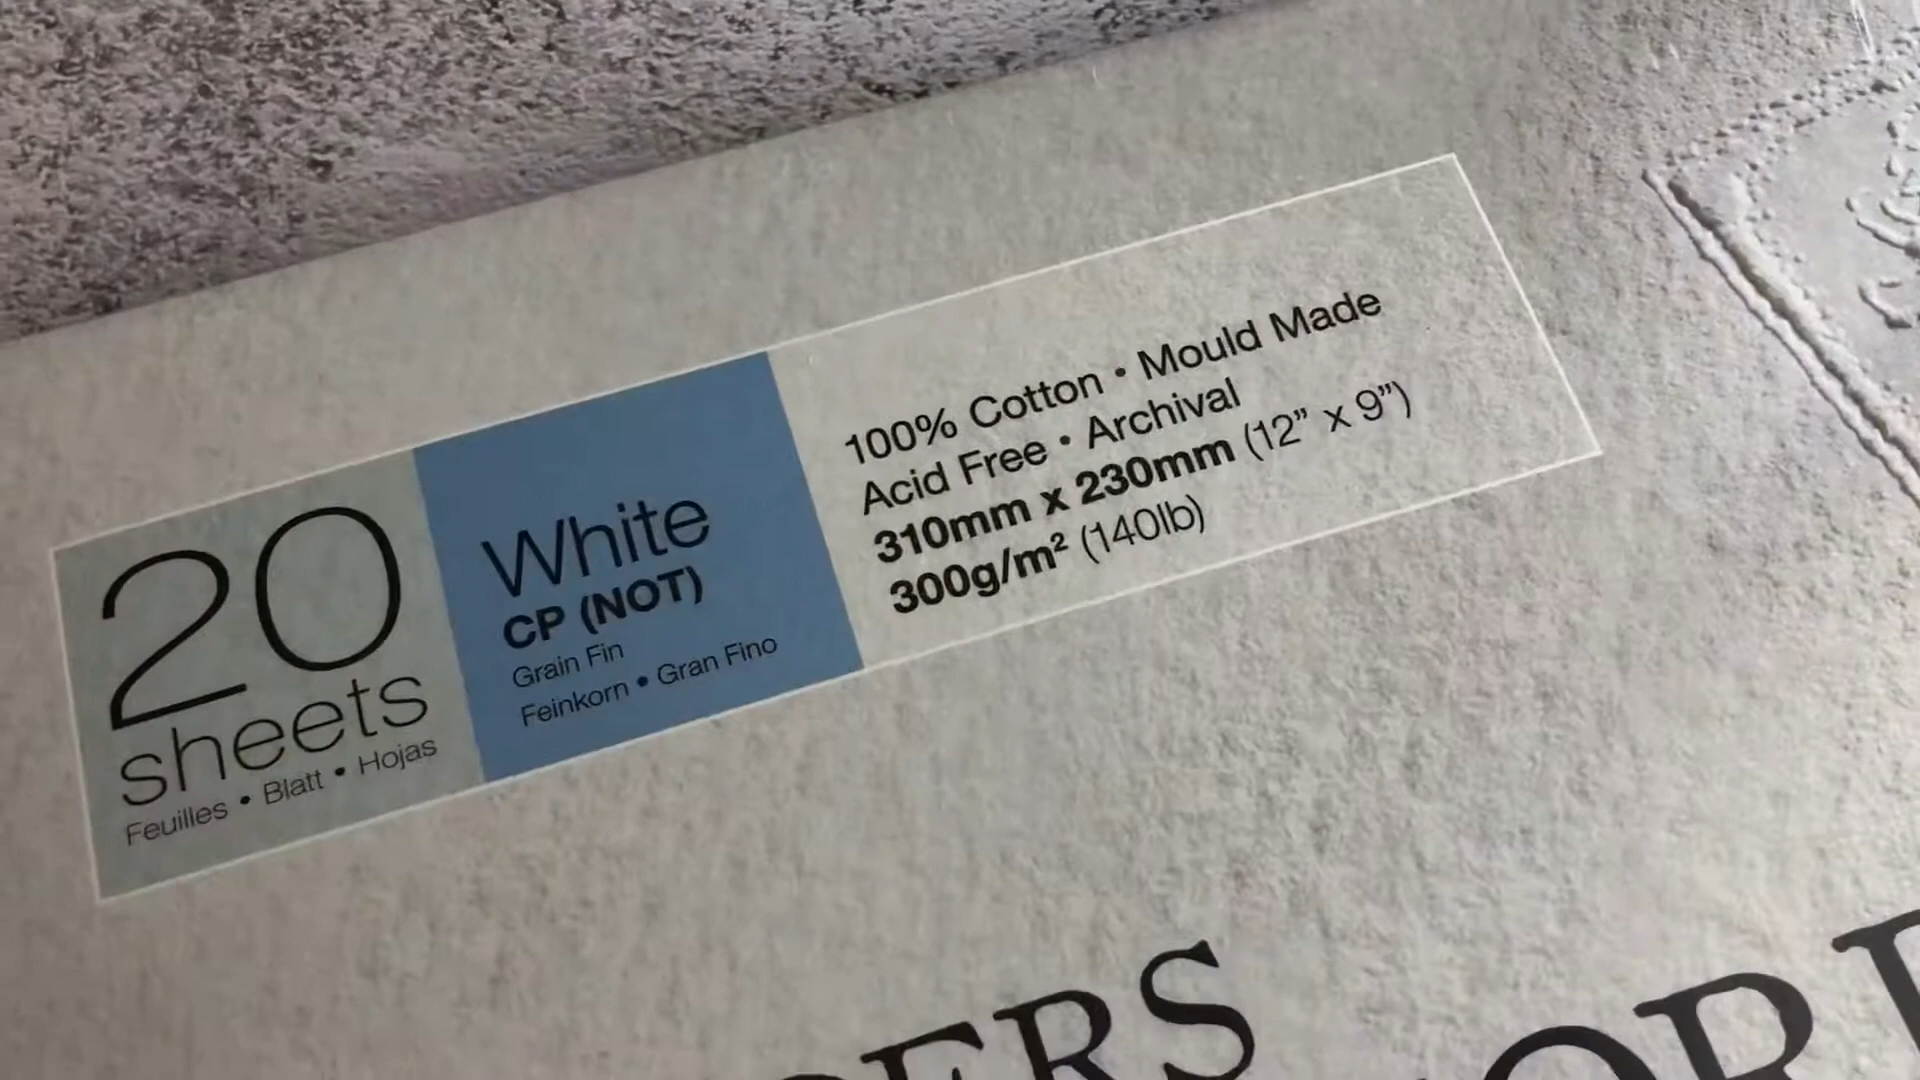 20
sheets
Feuilles • Blatt • Hojas
White
CP (NOT)
Grain Fin
Feinkorn • Gran Fino
100% Cotton • Mould Made
Acid Free • Archival
310mm x 230mm (12” x 9”)
300g/m² (140lb)